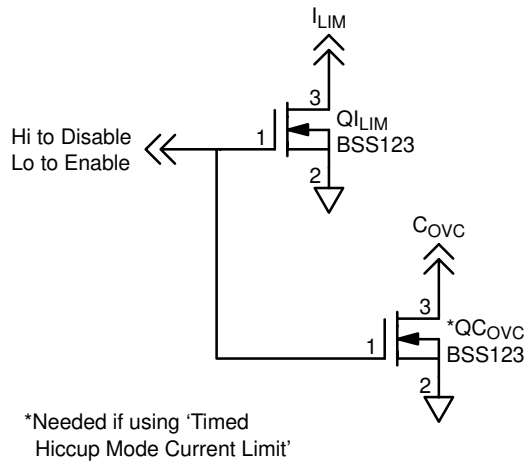 I_LIM
3
QI_LIM
1
BSS123
2
Hi to Disable
Lo to Enable
C_OVC
3
*QC_OVC
1
BSS123
2
*Needed if using ‘Timed
Hiccup Mode Current Limit’